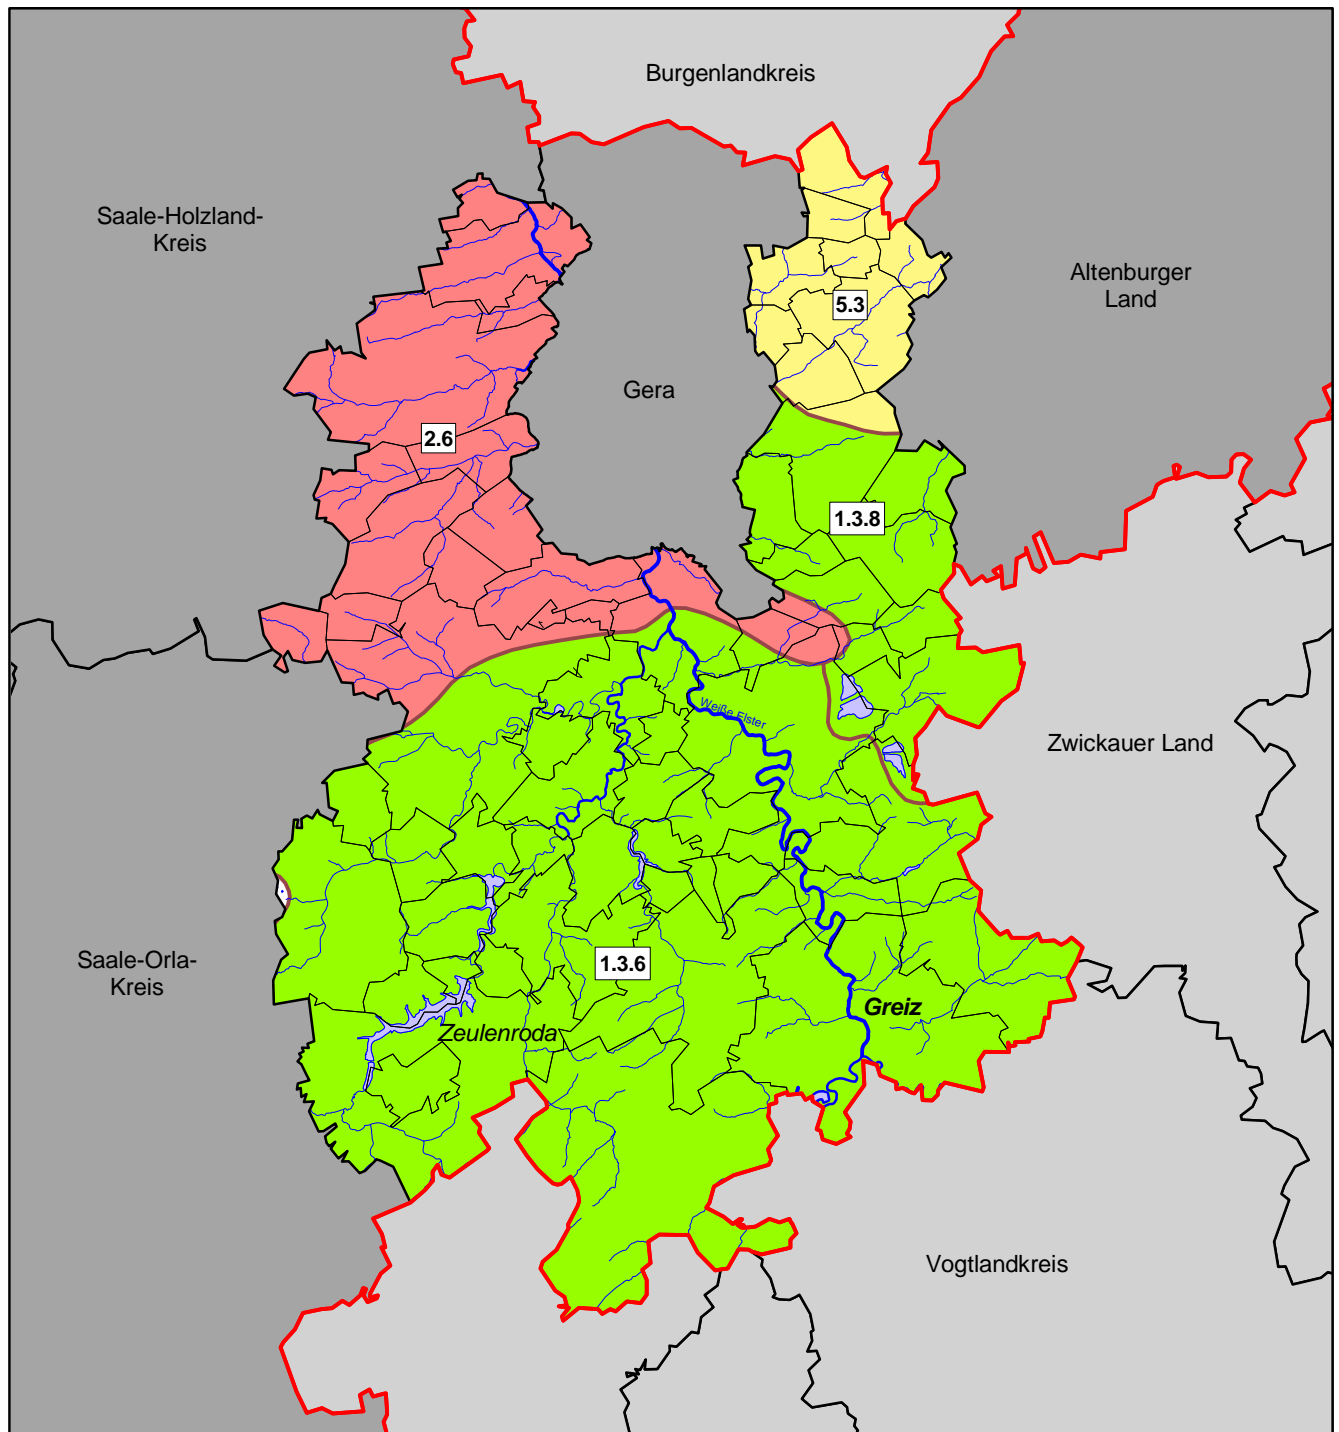 Burgenlandkreis
Saale-Holzland-
Kreis
Altenburger
Land
5.3
Gera
2.6
1.3.8
Weiße Elster
Zwickauer Land
Saale-Orla-
Kreis
1.3.6
Greiz
Zeulenroda
Vogtlandkreis